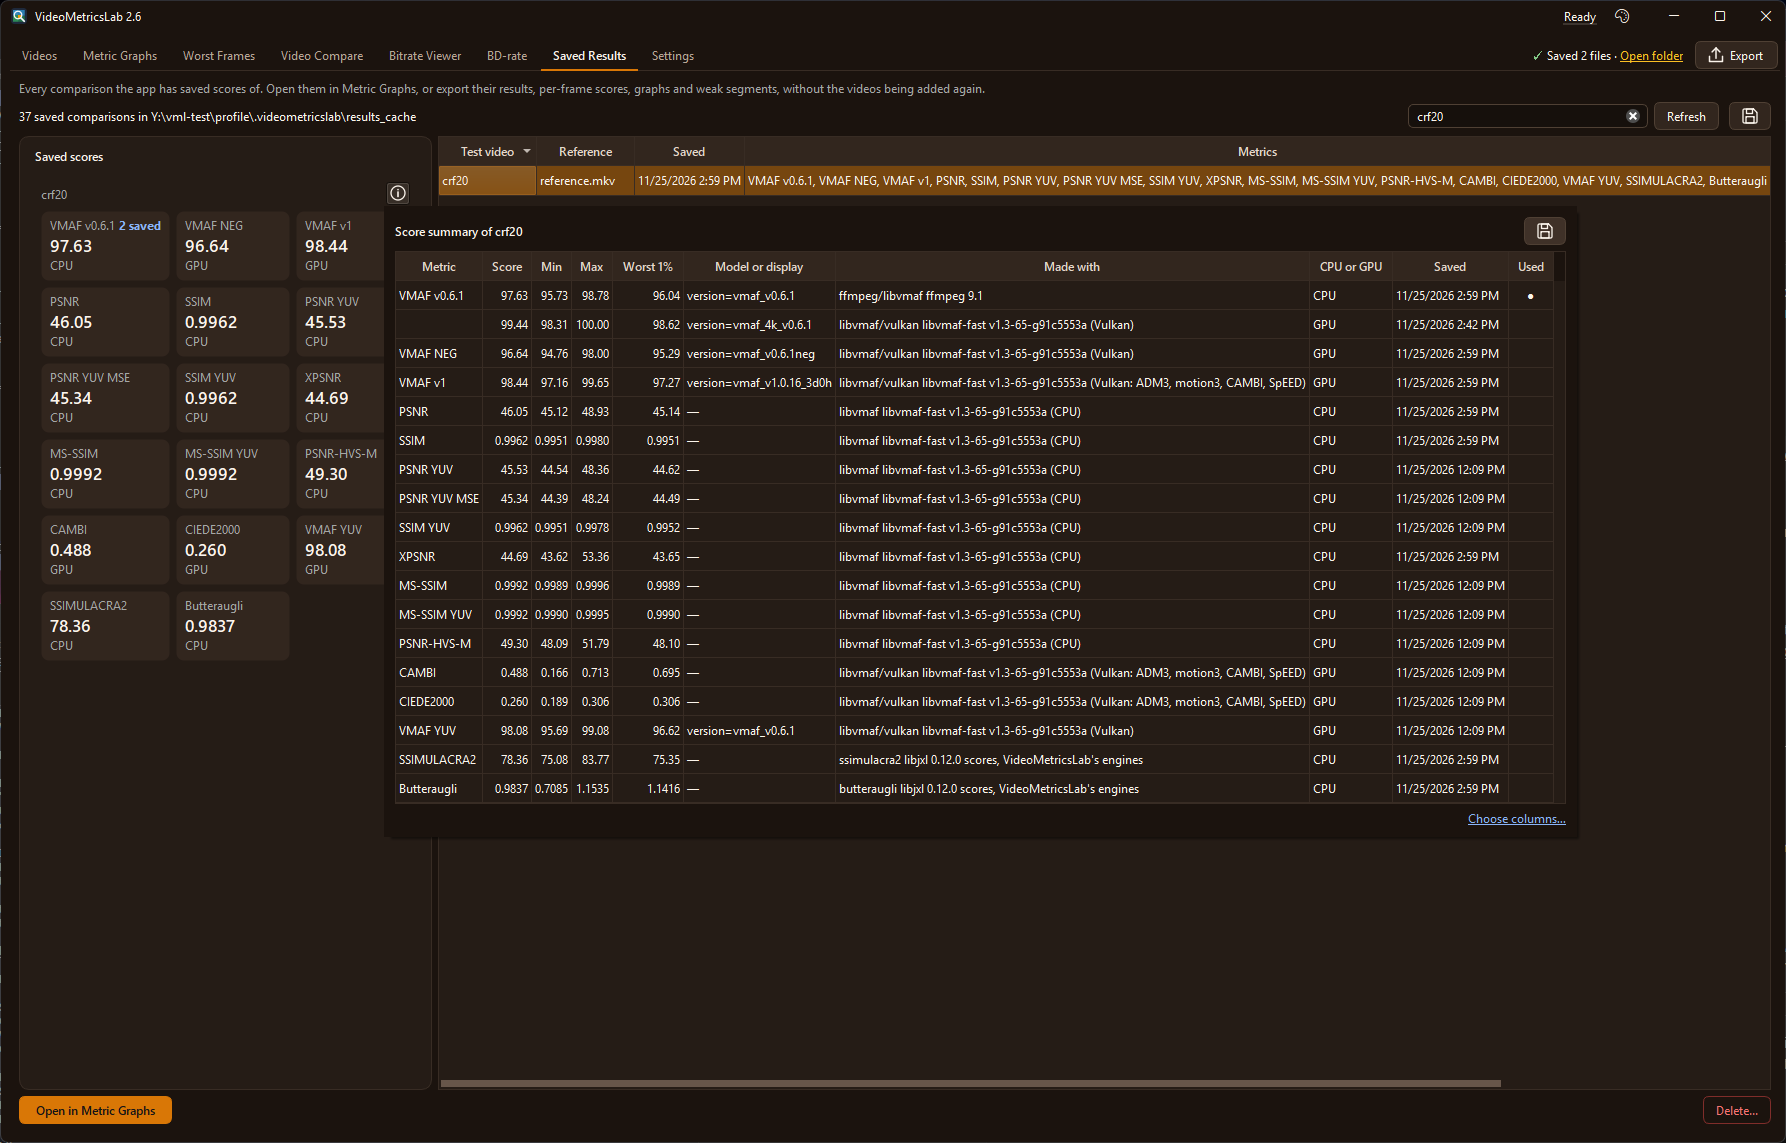 VideoMetricsLab 2.6
Ready
Videos Metric Graphs Worst Frames Video Compare Bitrate Viewer BD-rate Saved Results Settings
✓ Saved 2 files · Open folder
Export
Every comparison the app has saved scores of. Open them in Metric Graphs, or export their results, per-frame scores, graphs and weak segments, without the videos being added again.
37 saved comparisons in Y:\vml-test\profile\.videometricslab\results_cache
crf20
Refresh
Saved scores
crf20
VMAF v0.6.1 2 saved
97.63
CPU
VMAF NEG
96.64
GPU
VMAF v1
98.44
GPU
PSNR
46.05
CPU
SSIM
0.9962
CPU
PSNR YUV
45.53
CPU
PSNR YUV MSE
45.34
CPU
SSIM YUV
0.9962
CPU
XPSNR
44.69
CPU
MS-SSIM
0.9992
CPU
MS-SSIM YUV
0.9992
CPU
PSNR-HVS-M
49.30
CPU
CAMBI
0.488
GPU
CIEDE2000
0.260
GPU
VMAF YUV
98.08
GPU
SSIMULACRA2
78.36
CPU
Butteraugli
0.9837
CPU
Test video Reference Saved Metrics
crf20 reference.mkv 11/25/2026 2:59 PM VMAF v0.6.1, VMAF NEG, VMAF v1, PSNR, SSIM, PSNR YUV, PSNR YUV MSE, SSIM YUV, XPSNR, MS-SSIM, MS-SSIM YUV, PSNR-HVS-M, CAMBI, CIEDE2000, VMAF YUV, SSIMULACRA2, Butteraugli
Score summary of crf20
Metric Score Min Max Worst 1% Model or display Made with CPU or GPU Saved Used
VMAF v0.6.1 97.63 95.73 98.78 96.04 version=vmaf_v0.6.1 ffmpeg/libvmaf ffmpeg 9.1 CPU 11/25/2026 2:59 PM ●
99.44 98.31 100.00 98.62 version=vmaf_4k_v0.6.1 libvmaf/vulkan libvmaf-fast v1.3-65-g91c5553a (Vulkan) GPU 11/25/2026 2:42 PM
VMAF NEG 96.64 94.76 98.00 95.29 version=vmaf_v0.6.1neg libvmaf/vulkan libvmaf-fast v1.3-65-g91c5553a (Vulkan) GPU 11/25/2026 2:59 PM
VMAF v1 98.44 97.16 99.65 97.27 version=vmaf_v1.0.16_3d0h libvmaf/vulkan libvmaf-fast v1.3-65-g91c5553a (Vulkan: ADM3, motion3, CAMBI, SpEED) GPU 11/25/2026 2:59 PM
PSNR 46.05 45.12 48.93 45.14 — libvmaf libvmaf-fast v1.3-65-g91c5553a (CPU) CPU 11/25/2026 2:59 PM
SSIM 0.9962 0.9951 0.9980 0.9951 — libvmaf libvmaf-fast v1.3-65-g91c5553a (CPU) CPU 11/25/2026 2:59 PM
PSNR YUV 45.53 44.54 48.36 44.62 — libvmaf libvmaf-fast v1.3-65-g91c5553a (CPU) CPU 11/25/2026 12:09 PM
PSNR YUV MSE 45.34 44.39 48.24 44.49 — libvmaf libvmaf-fast v1.3-65-g91c5553a (CPU) CPU 11/25/2026 12:09 PM
SSIM YUV 0.9962 0.9951 0.9978 0.9952 — libvmaf libvmaf-fast v1.3-65-g91c5553a (CPU) CPU 11/25/2026 12:09 PM
XPSNR 44.69 43.62 53.36 43.65 — libvmaf libvmaf-fast v1.3-65-g91c5553a (CPU) CPU 11/25/2026 2:59 PM
MS-SSIM 0.9992 0.9989 0.9996 0.9989 — libvmaf libvmaf-fast v1.3-65-g91c5553a (CPU) CPU 11/25/2026 12:09 PM
MS-SSIM YUV 0.9992 0.9990 0.9995 0.9990 — libvmaf libvmaf-fast v1.3-65-g91c5553a (CPU) CPU 11/25/2026 12:09 PM
PSNR-HVS-M 49.30 48.09 51.79 48.10 — libvmaf libvmaf-fast v1.3-65-g91c5553a (CPU) CPU 11/25/2026 12:09 PM
CAMBI 0.488 0.166 0.713 0.695 — libvmaf/vulkan libvmaf-fast v1.3-65-g91c5553a (Vulkan: ADM3, motion3, CAMBI, SpEED) GPU 11/25/2026 12:09 PM
CIEDE2000 0.260 0.189 0.306 0.306 — libvmaf/vulkan libvmaf-fast v1.3-65-g91c5553a (Vulkan: ADM3, motion3, CAMBI, SpEED) GPU 11/25/2026 12:09 PM
VMAF YUV 98.08 95.69 99.08 96.62 version=vmaf_v0.6.1 libvmaf/vulkan libvmaf-fast v1.3-65-g91c5553a (Vulkan) GPU 11/25/2026 12:09 PM
SSIMULACRA2 78.36 75.08 83.77 75.35 — ssimulacra2 libjxl 0.12.0 scores, VideoMetricsLab's engines CPU 11/25/2026 2:59 PM
Butteraugli 0.9837 0.7085 1.1535 1.1416 — butteraugli libjxl 0.12.0 scores, VideoMetricsLab's engines CPU 11/25/2026 2:59 PM
Choose columns...
Open in Metric Graphs
Delete...